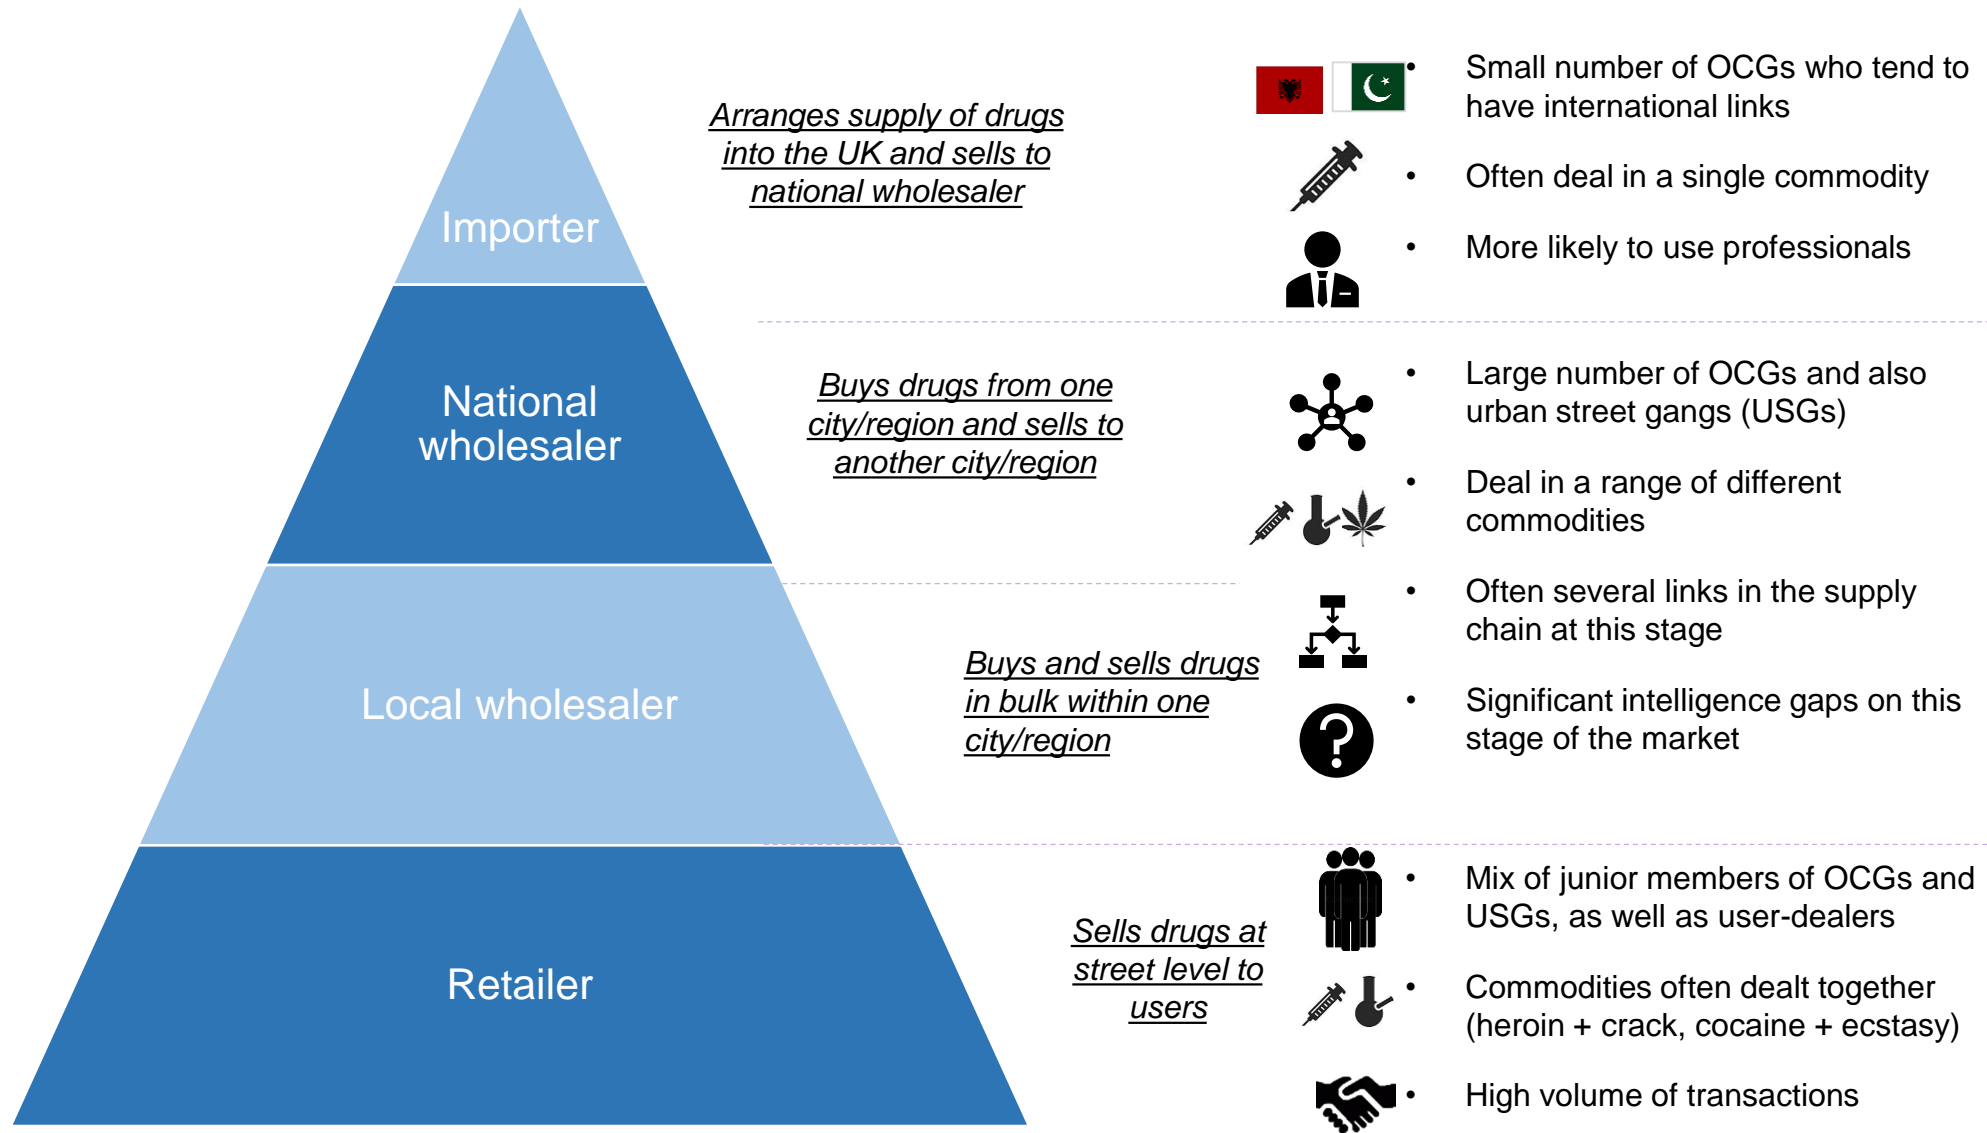 Importer
Arranges supply of drugs
into the UK and sells to
national wholesaler
• Small number of OCGs who tend to
have international links
• Often deal in a single commodity
• More likely to use professionals
National
wholesaler
Buys drugs from one
city/region and sells to
another city/region
• Large number of OCGs and also
urban street gangs (USGs)
• Deal in a range of different
commodities
Local wholesaler
Buys and sells drugs
in bulk within one
city/region
• Often several links in the supply
chain at this stage
• Significant intelligence gaps on this
stage of the market
?
Retailer
Sells drugs at
street level to
users
• Mix of junior members of OCGs and
USGs, as well as user-dealers
• Commodities often dealt together
(heroin + crack, cocaine + ecstasy)
• High volume of transactions